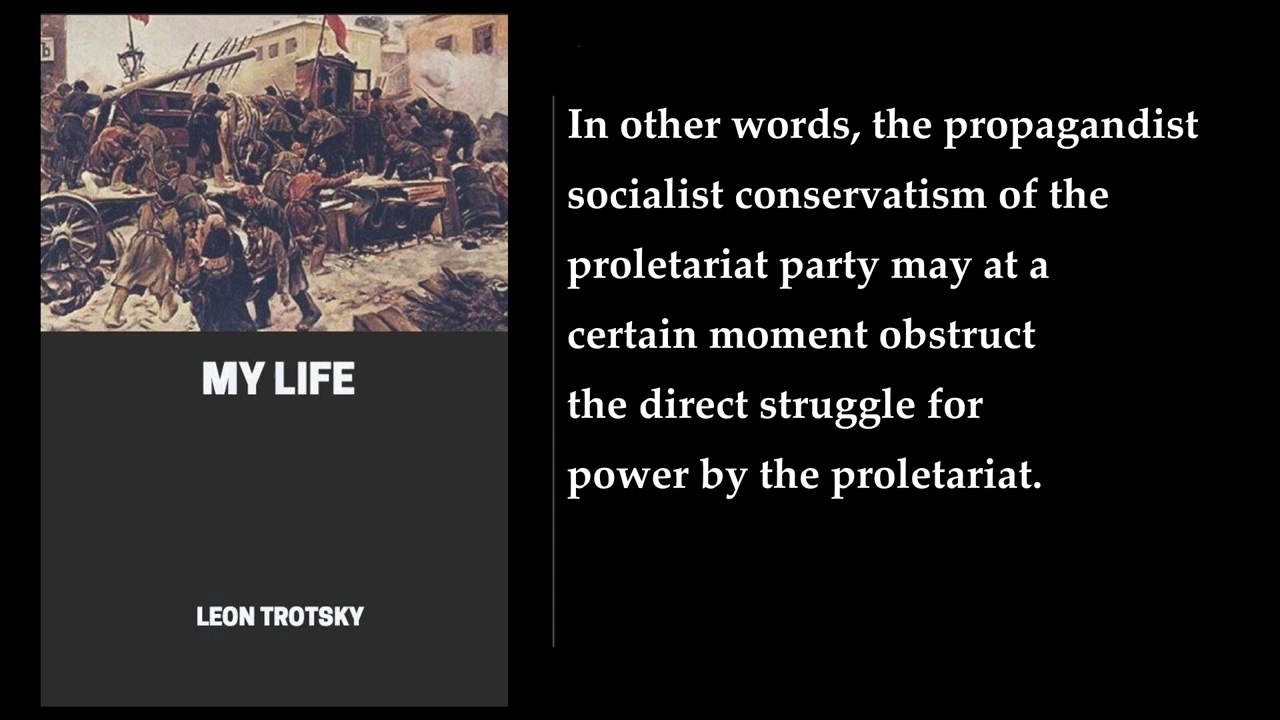 MY LIFE
LEON TROTSKY
In other words, the propagandist
socialist conservatism of the
proletariat party may at a
certain moment obstruct
the direct struggle for
power by the proletariat.